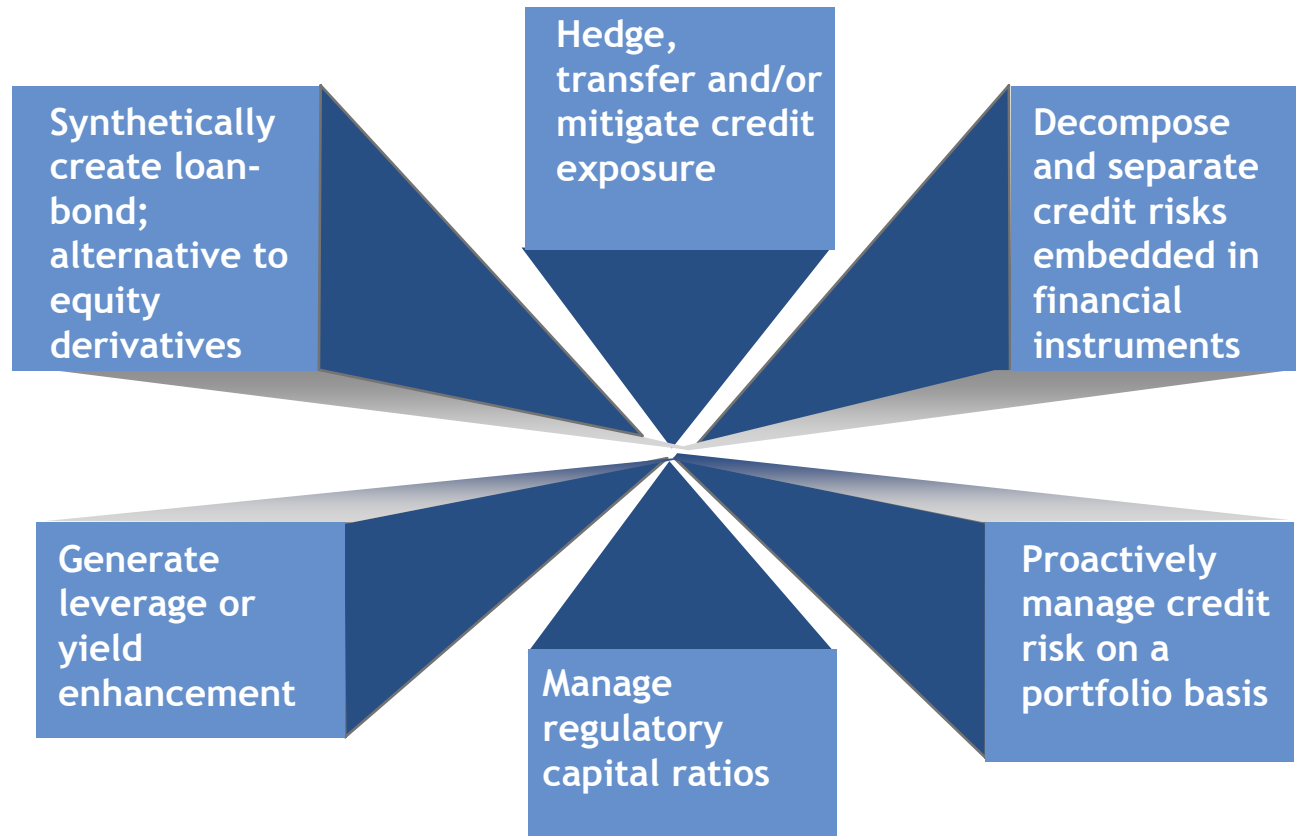 Hedge,
transfer and/or
mitigate credit
exposure
Synthetically
create loan-
bond;
alternative to
equity
derivatives
Decompose
and separate
credit risks
embedded in
financial
instruments
Generate
leverage or
yield
enhancement
Manage
regulatory
capital ratios
Proactively
manage credit
risk on a
portfolio basis